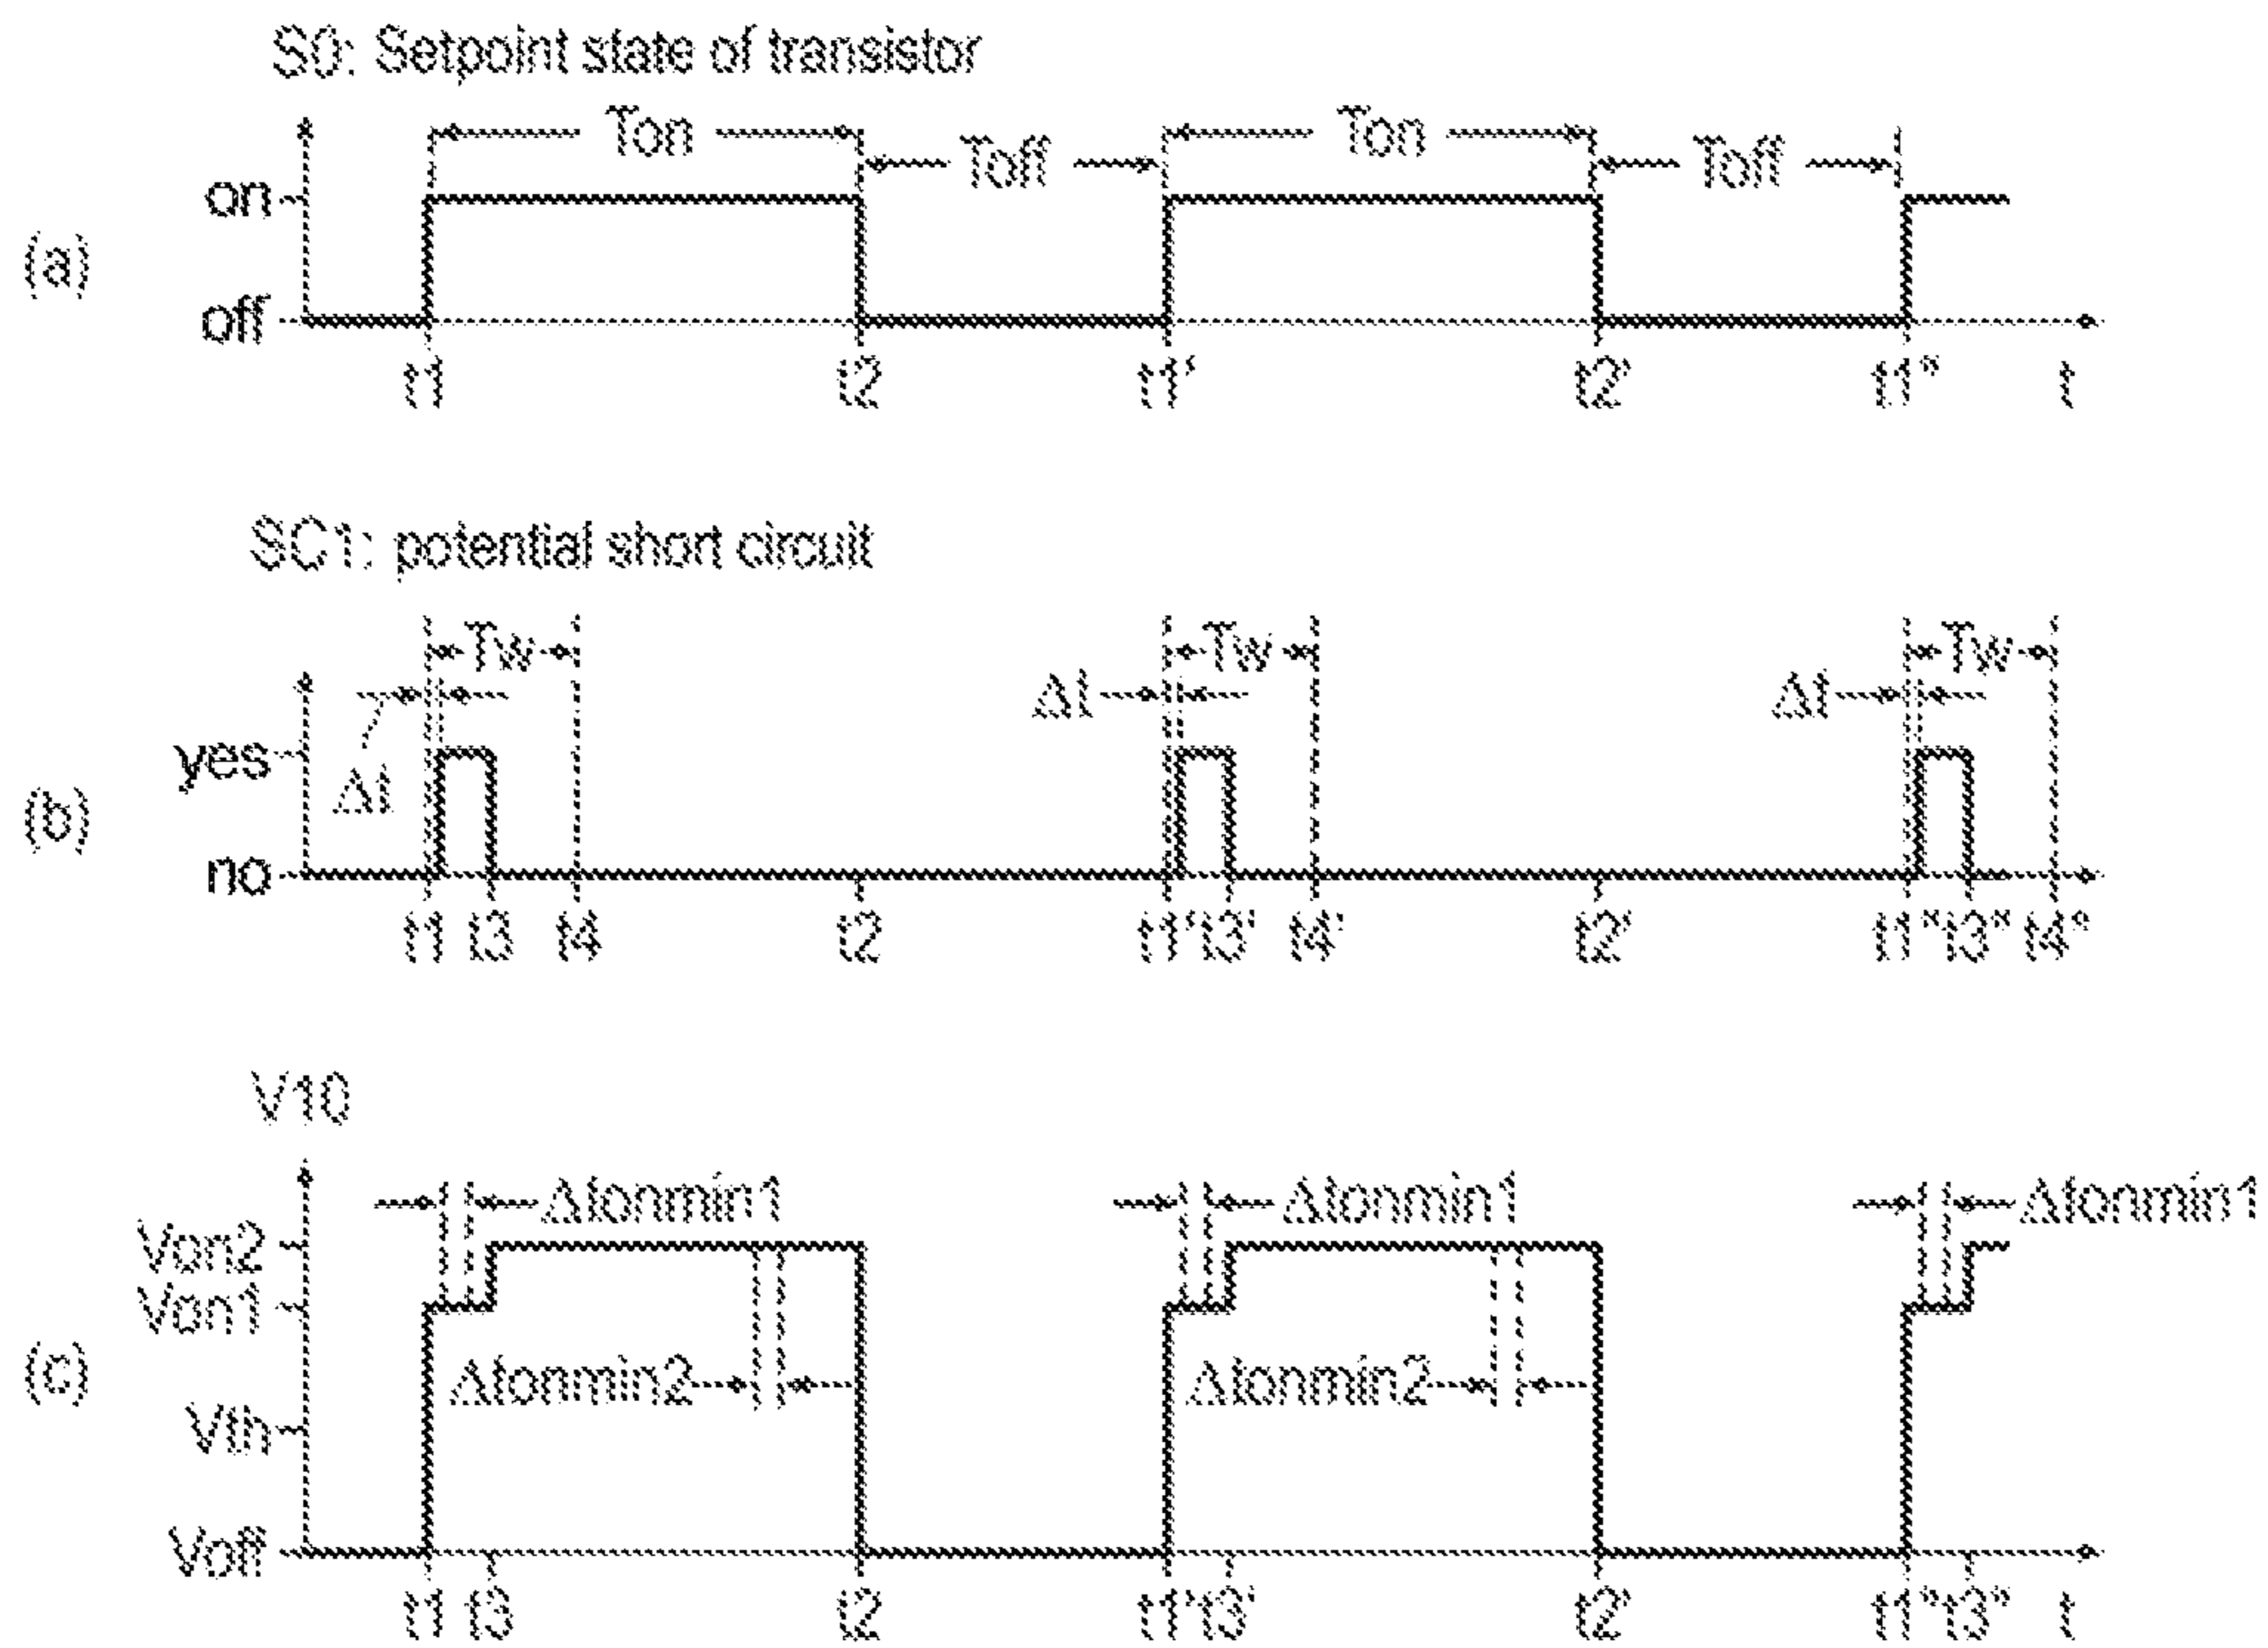 S0: Setpoint state of transistor
Ton Ton
Toff Toff
on
(a)
off
t1 t2 t1' t2' t1" t
SC1: potential short circuit
Tw Tw Tw
Δt Δt
yes
Δt
(b)
no
t1 t3 t4 t2 t1' t3' t4' t2' t1" t3" t4"
V10
Δtonmin1 Δtonmin1 Δtonmin1
Von2
Von1
(c)
Δtonmin2 Δtonmin2
Vth
Voff
t1 t3 t2 t1' t3' t2' t1" t3" t